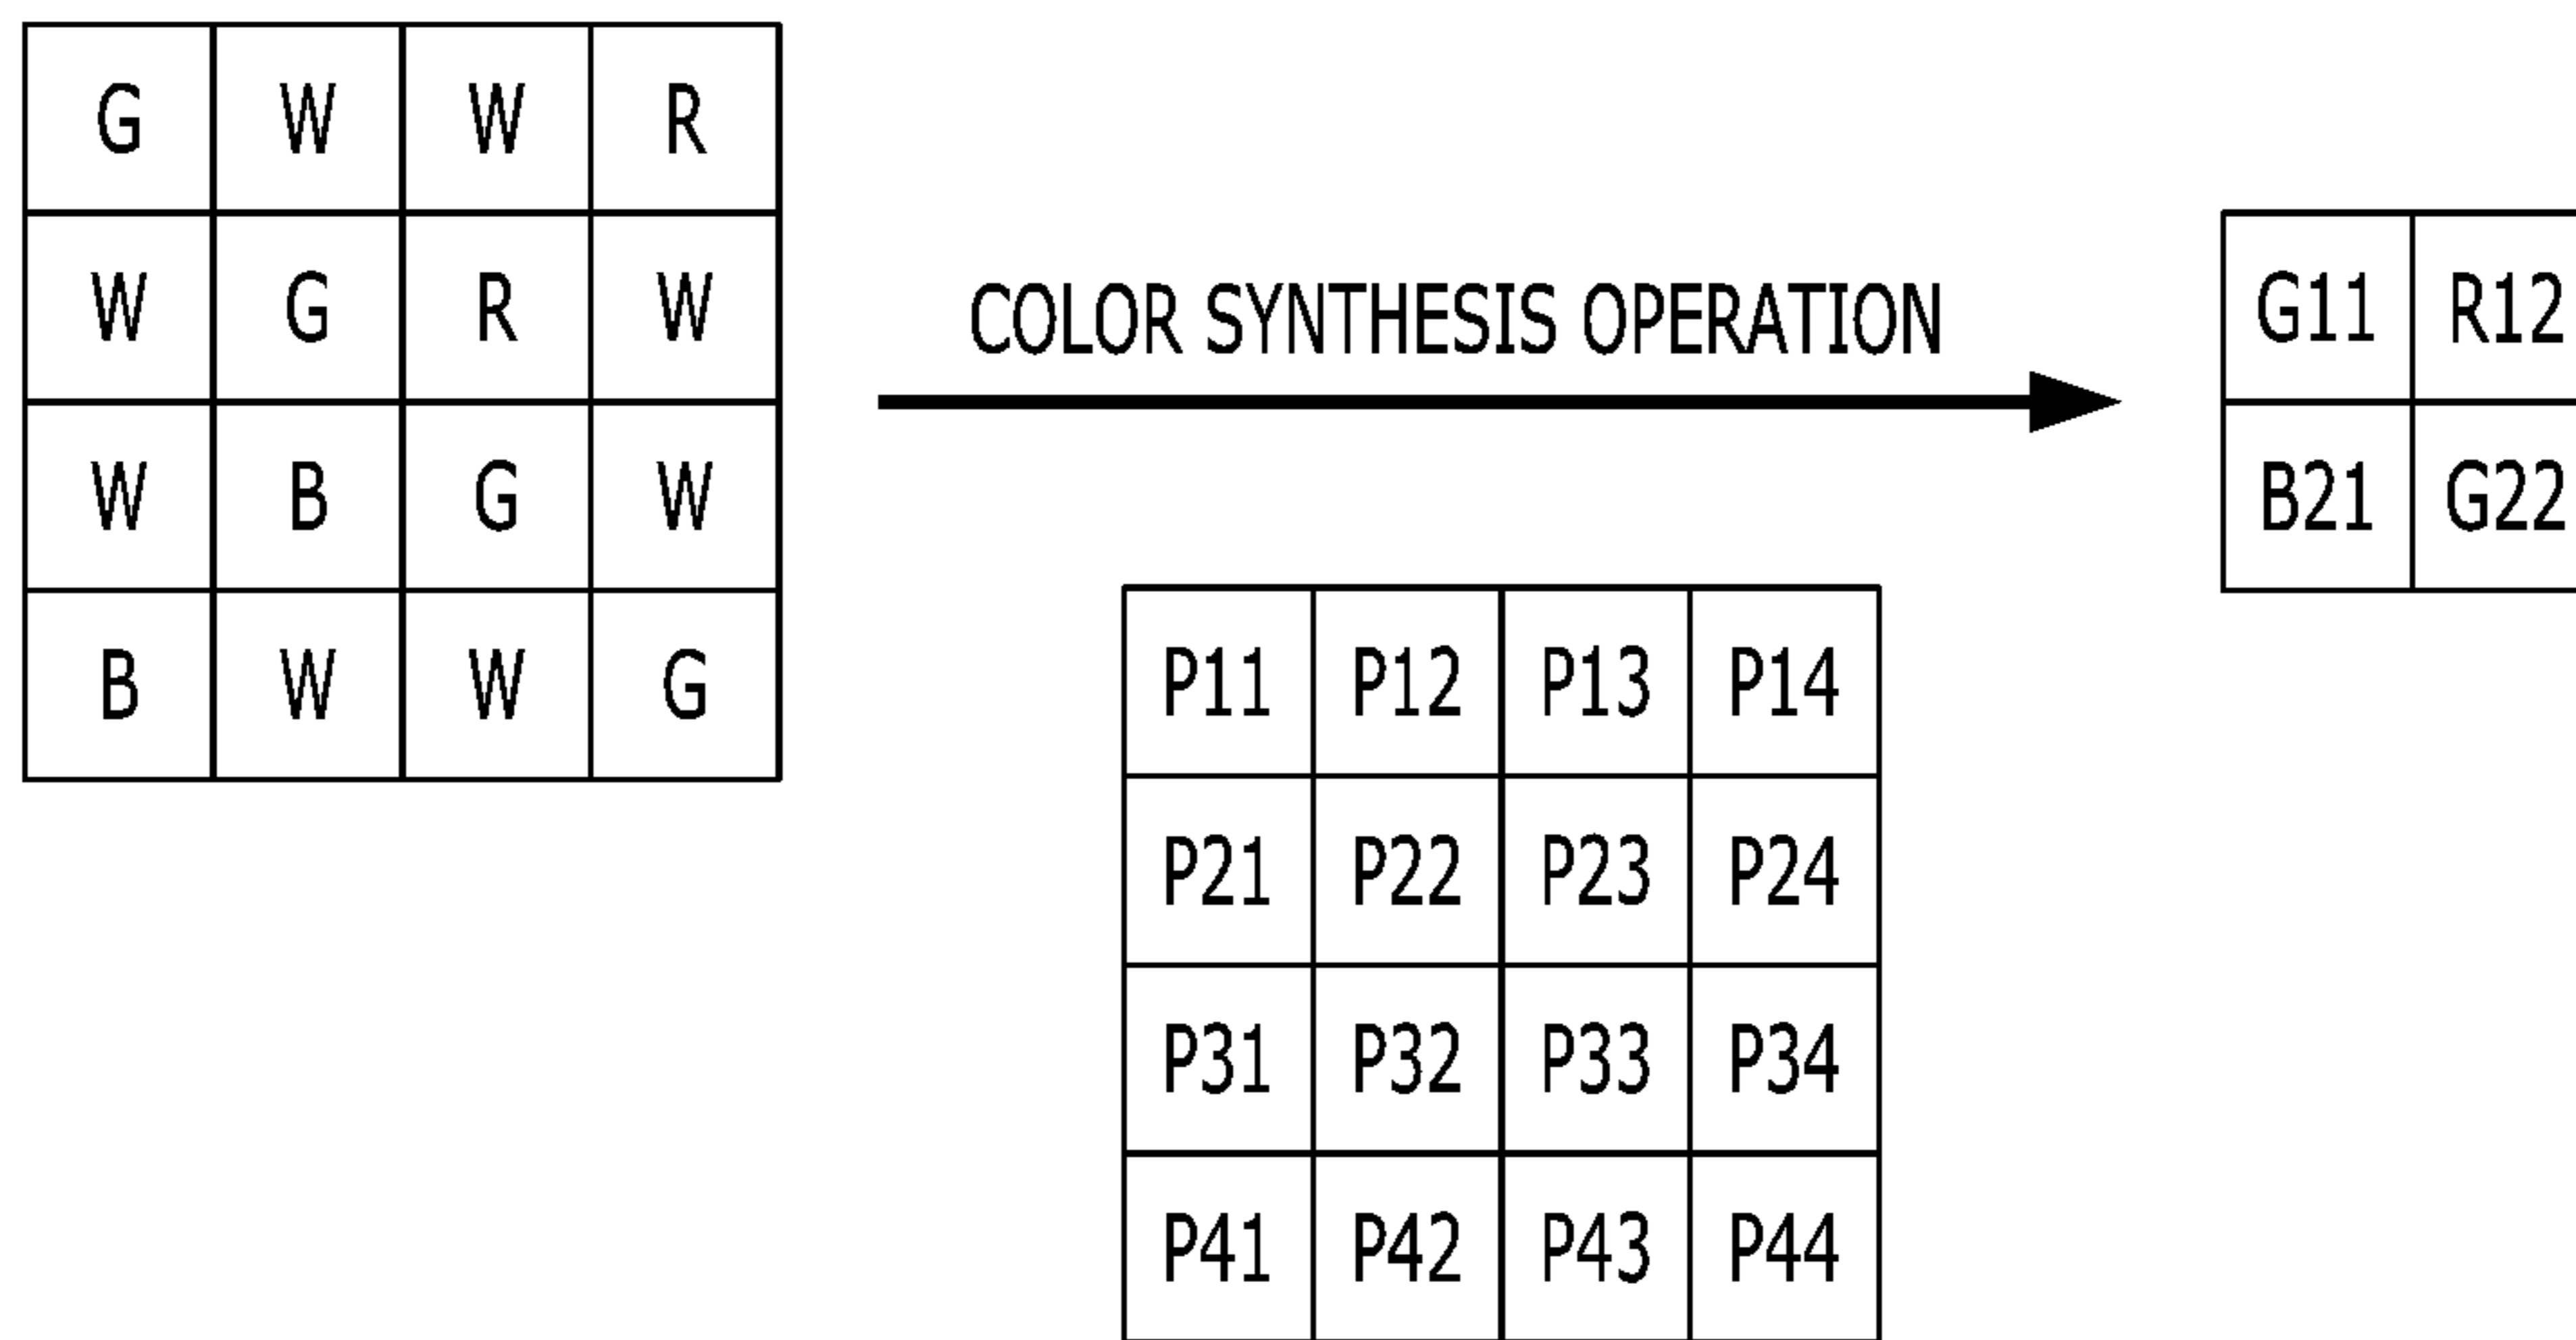 G W W R
W G R W
W B G W
B W W G
COLOR SYNTHESIS OPERATION
G11 R12
B21 G22
P11 P12 P13 P14
P21 P22 P23 P24
P31 P32 P33 P34
P41 P42 P43 P44